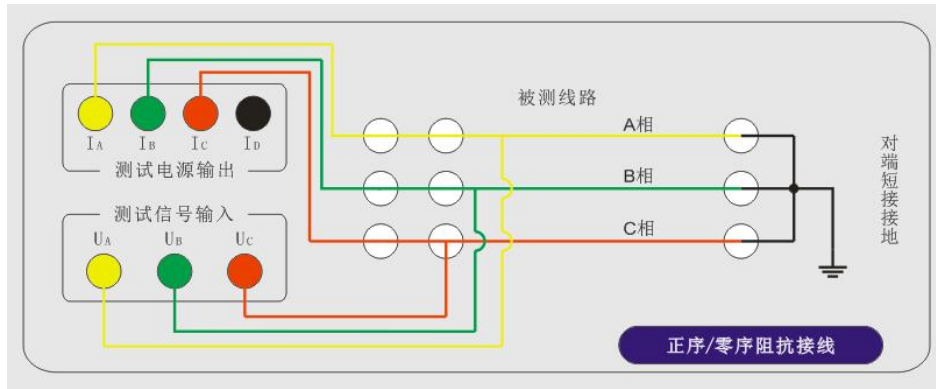 IA IB IC ID
测试电源输出
测试信号输入
UA UB UC
被测线路
A相
B相
C相
对端短接接地
正序/零序阻抗接线